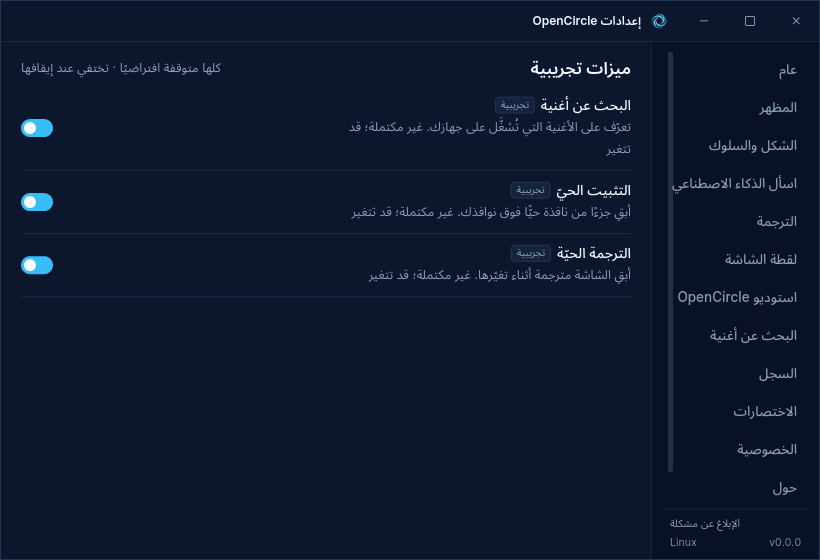 إعدادات OpenCircle
عام
المظهر
الشكل والسلوك
اسأل الذكاء الاصطناعي
الترجمة
لقطة الشاشة
استوديو OpenCircle
البحث عن أغنية
السجل
الاختصارات
الخصوصية
حول
الإبلاغ عن مشكلة
v0.0.0 Linux
ميزات تجريبية
كلها متوقفة افتراضيًا · تختفي عند إيقافها
البحث عن أغنية تجريبية
تعرّف على الأغنية التي تُشغَّل على جهازك. غير مكتملة؛ قد
تتغير
التثبيت الحيّ تجريبية
أبقِ جزءًا من نافذة حيًّا فوق نوافذك. غير مكتملة؛ قد تتغير
الترجمة الحيّة تجريبية
أبقِ الشاشة مترجمة أثناء تغيّرها. غير مكتملة؛ قد تتغير